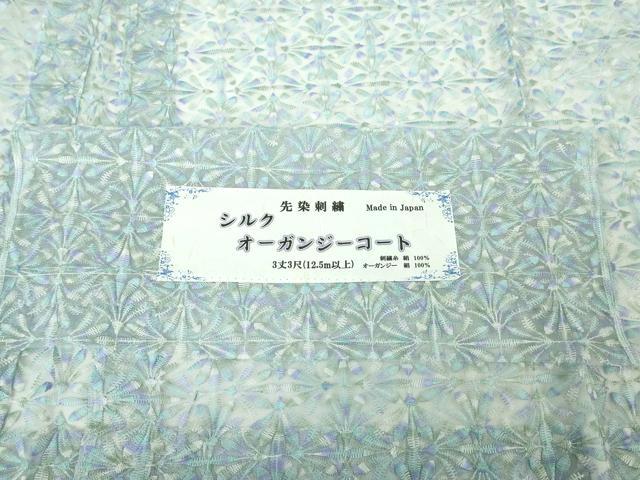 先染刺繍 Made in Japan
シルク
オーガンジーコート
3丈3尺(12.5m以上)
刺繍糸 絹 100%
オーガンジー 絹 100%